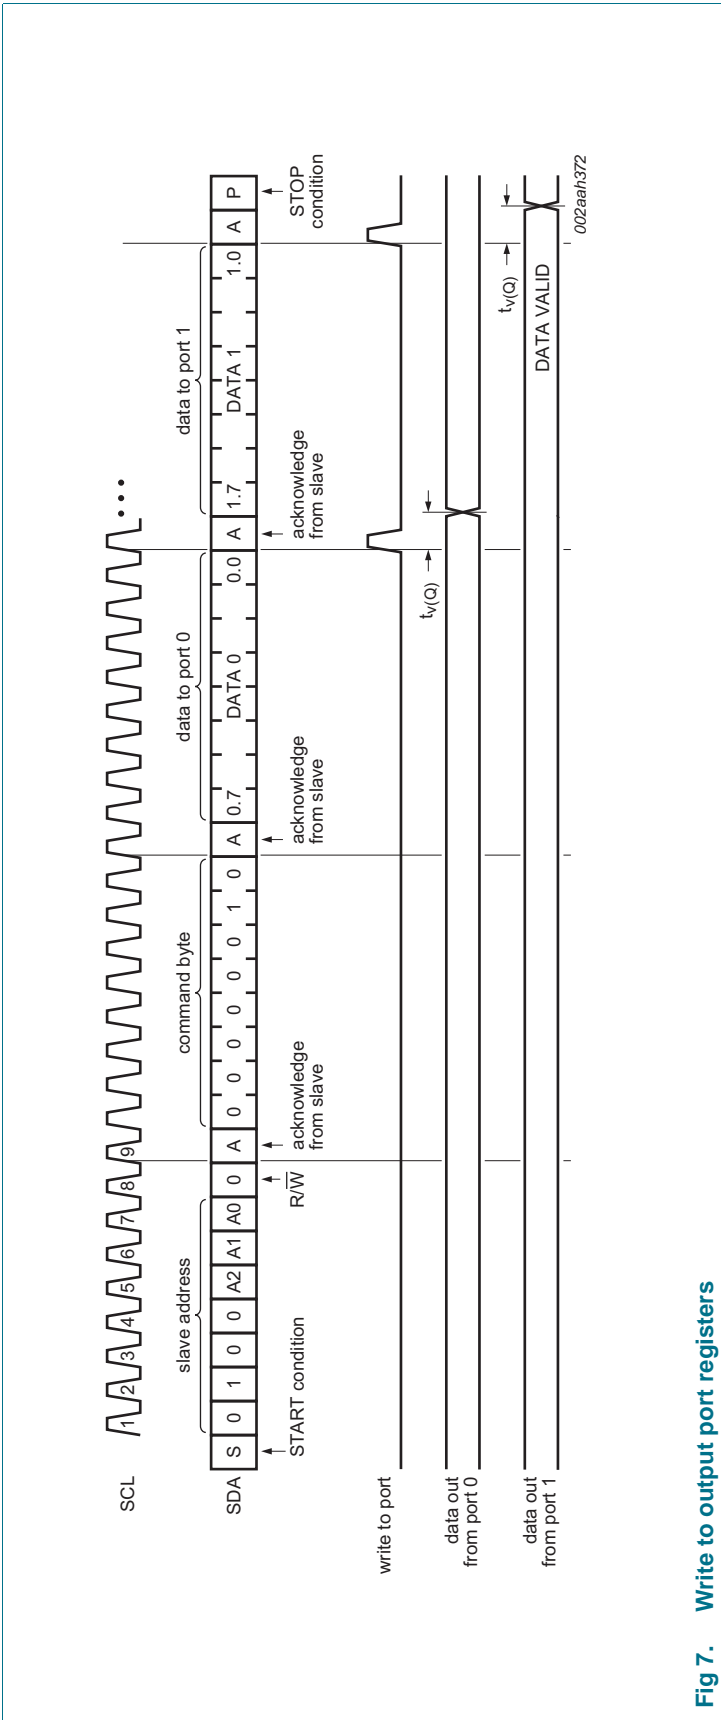 SCL
1 2 3 4 5 6 7 8 9
slave address
command byte
data to port 0
data to port 1
SDA
S 0 1 0 0 A2 A1 A0 0 A 0 0 0 0 0 0 1 0 A 0.7 DATA 0 0.0 A 1.7 DATA 1 1.0 A P
START condition
R/W
acknowledge
from slave
acknowledge
from slave
acknowledge
from slave
STOP
condition
write to port
data out
from port 0
tv(Q)
data out
from port 1
tv(Q)
DATA VALID
002aah372
Fig 7. Write to output port registers